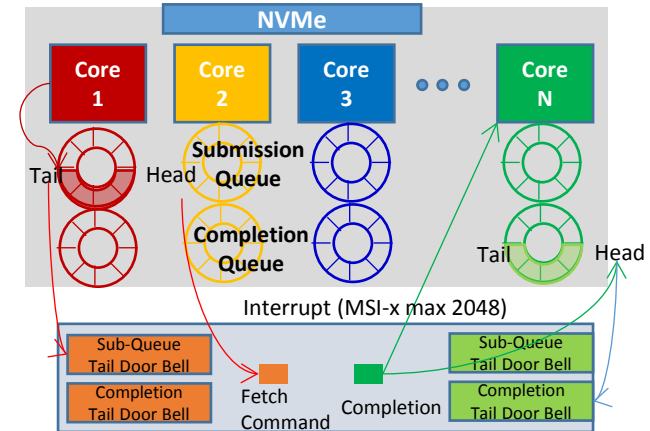 NVMe
Core
1
Core
2
Core
3
Core
N
Submission
Queue
Tail
Head
Completion
Queue
Tail
Head
Interrupt (MSI-x max 2048)
Sub-Queue
Tail Door Bell
Completion
Tail Door Bell
Fetch
Command
Completion
Sub-Queue
Tail Door Bell
Completion
Tail Door Bell